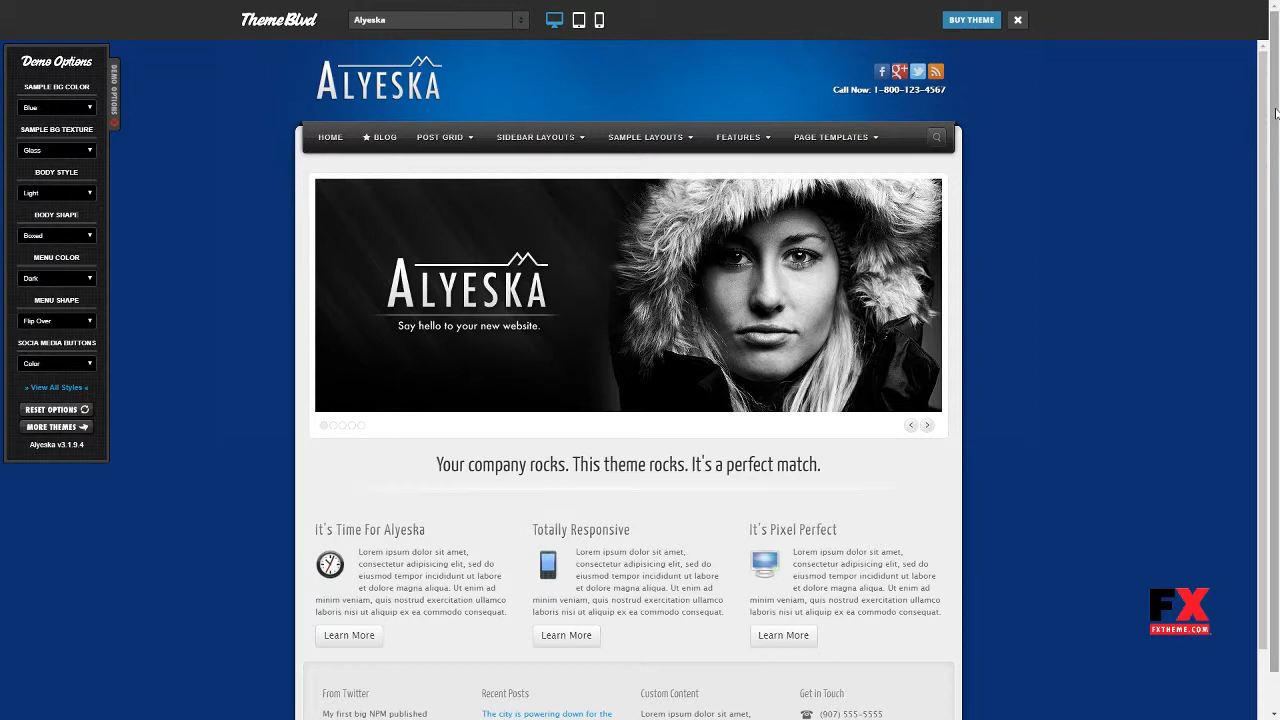 ThemeBlvd
Alyeska
BUY THEME
Demo Options
DEMO OPTIONS
SAMPLE BG COLOR
Blue
SAMPLE BG TEXTURE
Glass
BODY STYLE
Light
BODY SHAPE
Boxed
MENU COLOR
Dark
MENU SHAPE
Flip Over
SOCIA MEDIA BUTTONS
Color
» View All Styles «
RESET OPTIONS
MORE THEMES
Alyeska v3.1.9.4
ALYESKA
Call Now: 1-800-123-4567
HOME BLOG POST GRID SIDEBAR LAYOUTS SAMPLE LAYOUTS FEATURES PAGE TEMPLATES
ALYESKA
Say hello to your new website.
Your company rocks. This theme rocks. It's a perfect match.
It's Time For Alyeska
Lorem ipsum dolor sit amet,
consectetur adipisicing elit, sed do
eiusmod tempor incididunt ut labore
et dolore magna aliqua. Ut enim ad
minim veniam, quis nostrud exercitation ullamco
laboris nisi ut aliquip ex ea commodo consequat.
Learn More
Totally Responsive
Lorem ipsum dolor sit amet,
consectetur adipisicing elit, sed do
eiusmod tempor incididunt ut labore
et dolore magna aliqua. Ut enim ad
minim veniam, quis nostrud exercitation ullamco
laboris nisi ut aliquip ex ea commodo consequat.
Learn More
It's Pixel Perfect
Lorem ipsum dolor sit amet,
consectetur adipisicing elit, sed do
eiusmod tempor incididunt ut labore
et dolore magna aliqua. Ut enim ad
minim veniam, quis nostrud exercitation ullamco
laboris nisi ut aliquip ex ea commodo consequat.
Learn More
FX
FXTHEME.COM
From Twitter
My first big NPM published
Recent Posts
The city is powering down for the
Custom Content
Lorem ipsum dolor sit amet,
Get in Touch
(907) 555-5555